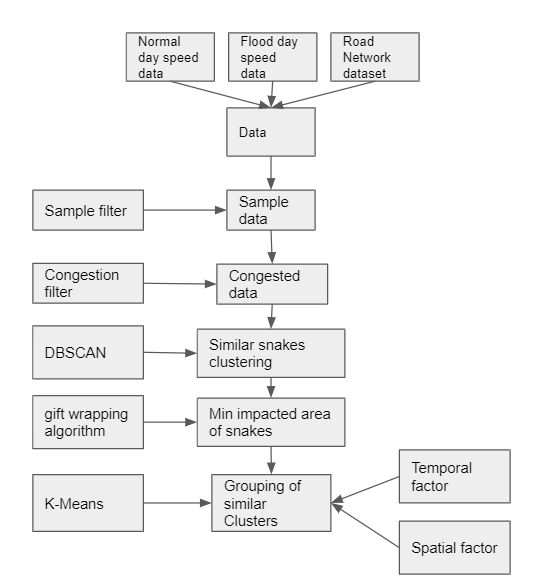 Normal
day speed
data
Flood day
speed
data
Road
Network
dataset
Data
Sample filter
Sample
data
Congestion
filter
Congested
data
DBSCAN
Similar snakes
clustering
gift wrapping
algorithm
Min impacted area
of snakes
K-Means
Grouping of
similar
Clusters
Temporal
factor
Spatial factor